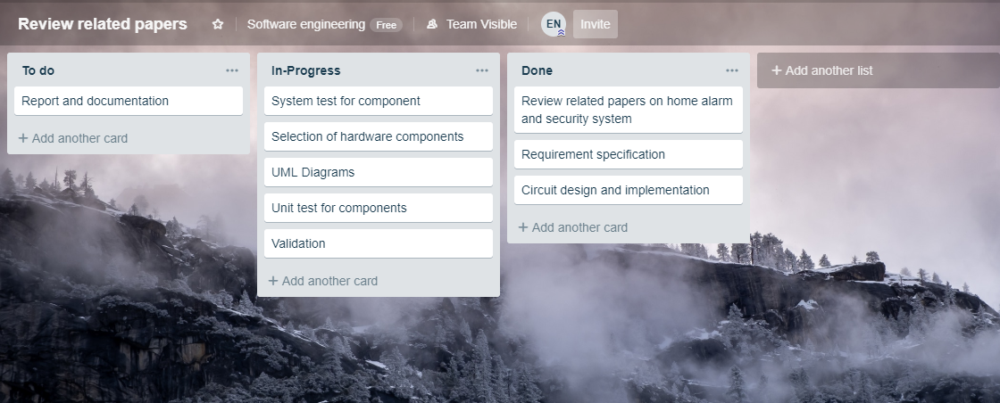 Review related papers Software engineering Free Team Visible EN Invite
To do
Report and documentation
+ Add another card
In-Progress
System test for component
Selection of hardware components
UML Diagrams
Unit test for components
Validation
+ Add another card
Done
Review related papers on home alarm
and security system
Requirement specification
Circuit design and implementation
+ Add another card
+ Add another list